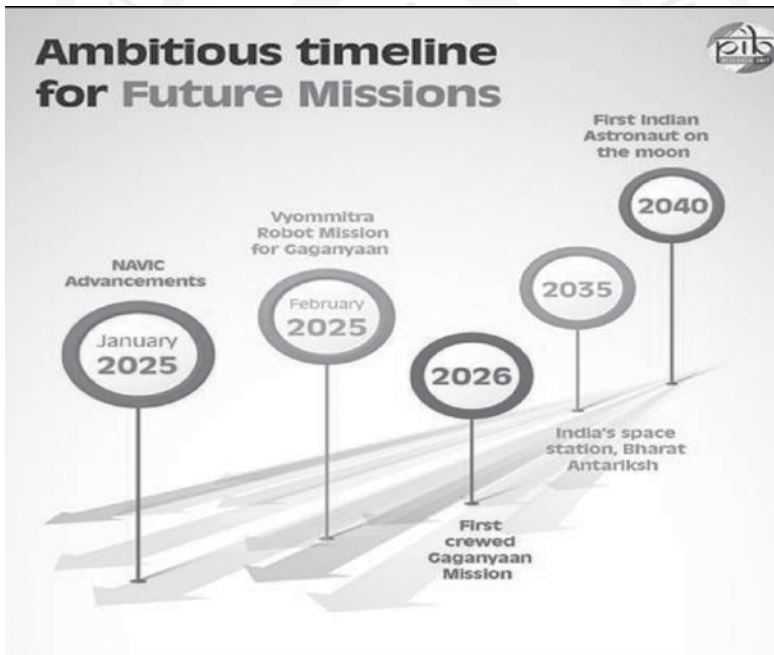 Ambitious timeline
for Future Missions
pib
NAVIC
Advancements
January
2025
Vyommitra
Robot Mission
for Gaganyaan
February
2025
2026
First
crewed
Gaganyaan
Mission
2035
India's space
station, Bharat
Antariksh
First Indian
Astronaut on
the moon
2040